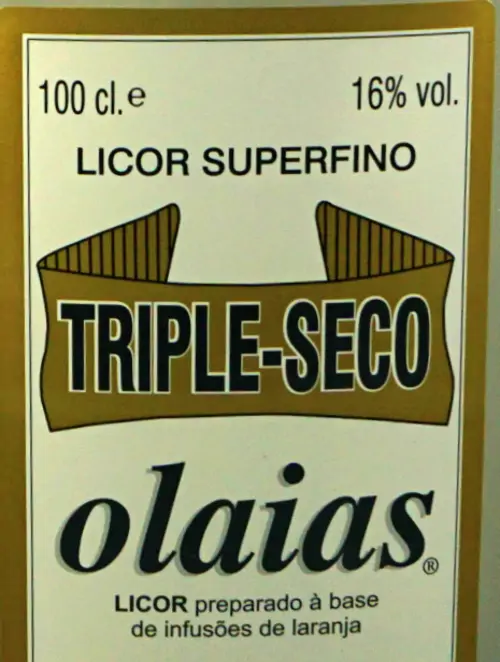 100 cl. ℮ 16% vol.
LICOR SUPERFINO
TRIPLE-SECO
olaias®
LICOR preparado à base
de infusões de laranja